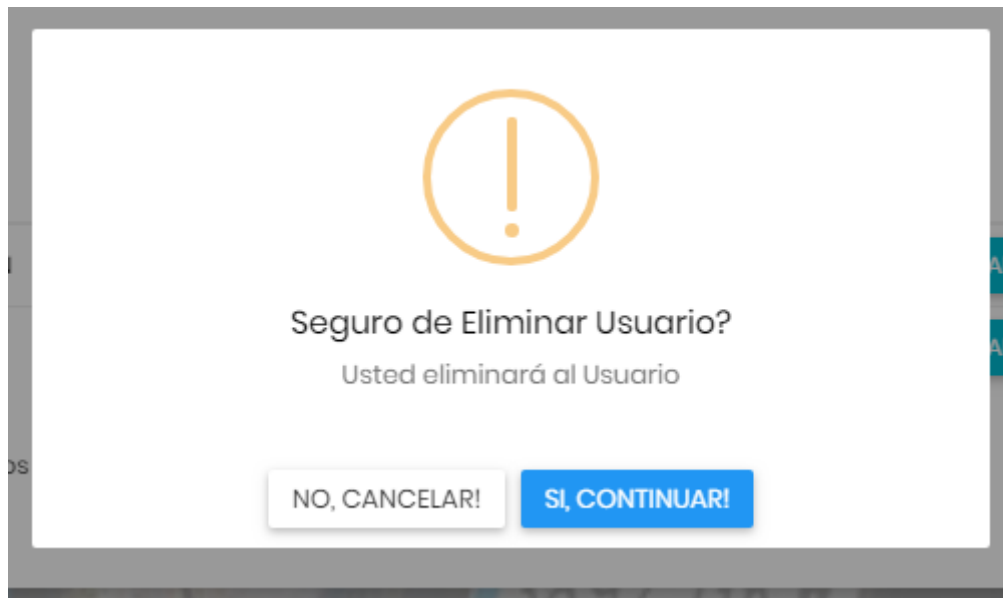 Seguro de Eliminar Usuario?
Usted eliminará al Usuario
NO, CANCELAR!
SI, CONTINUAR!